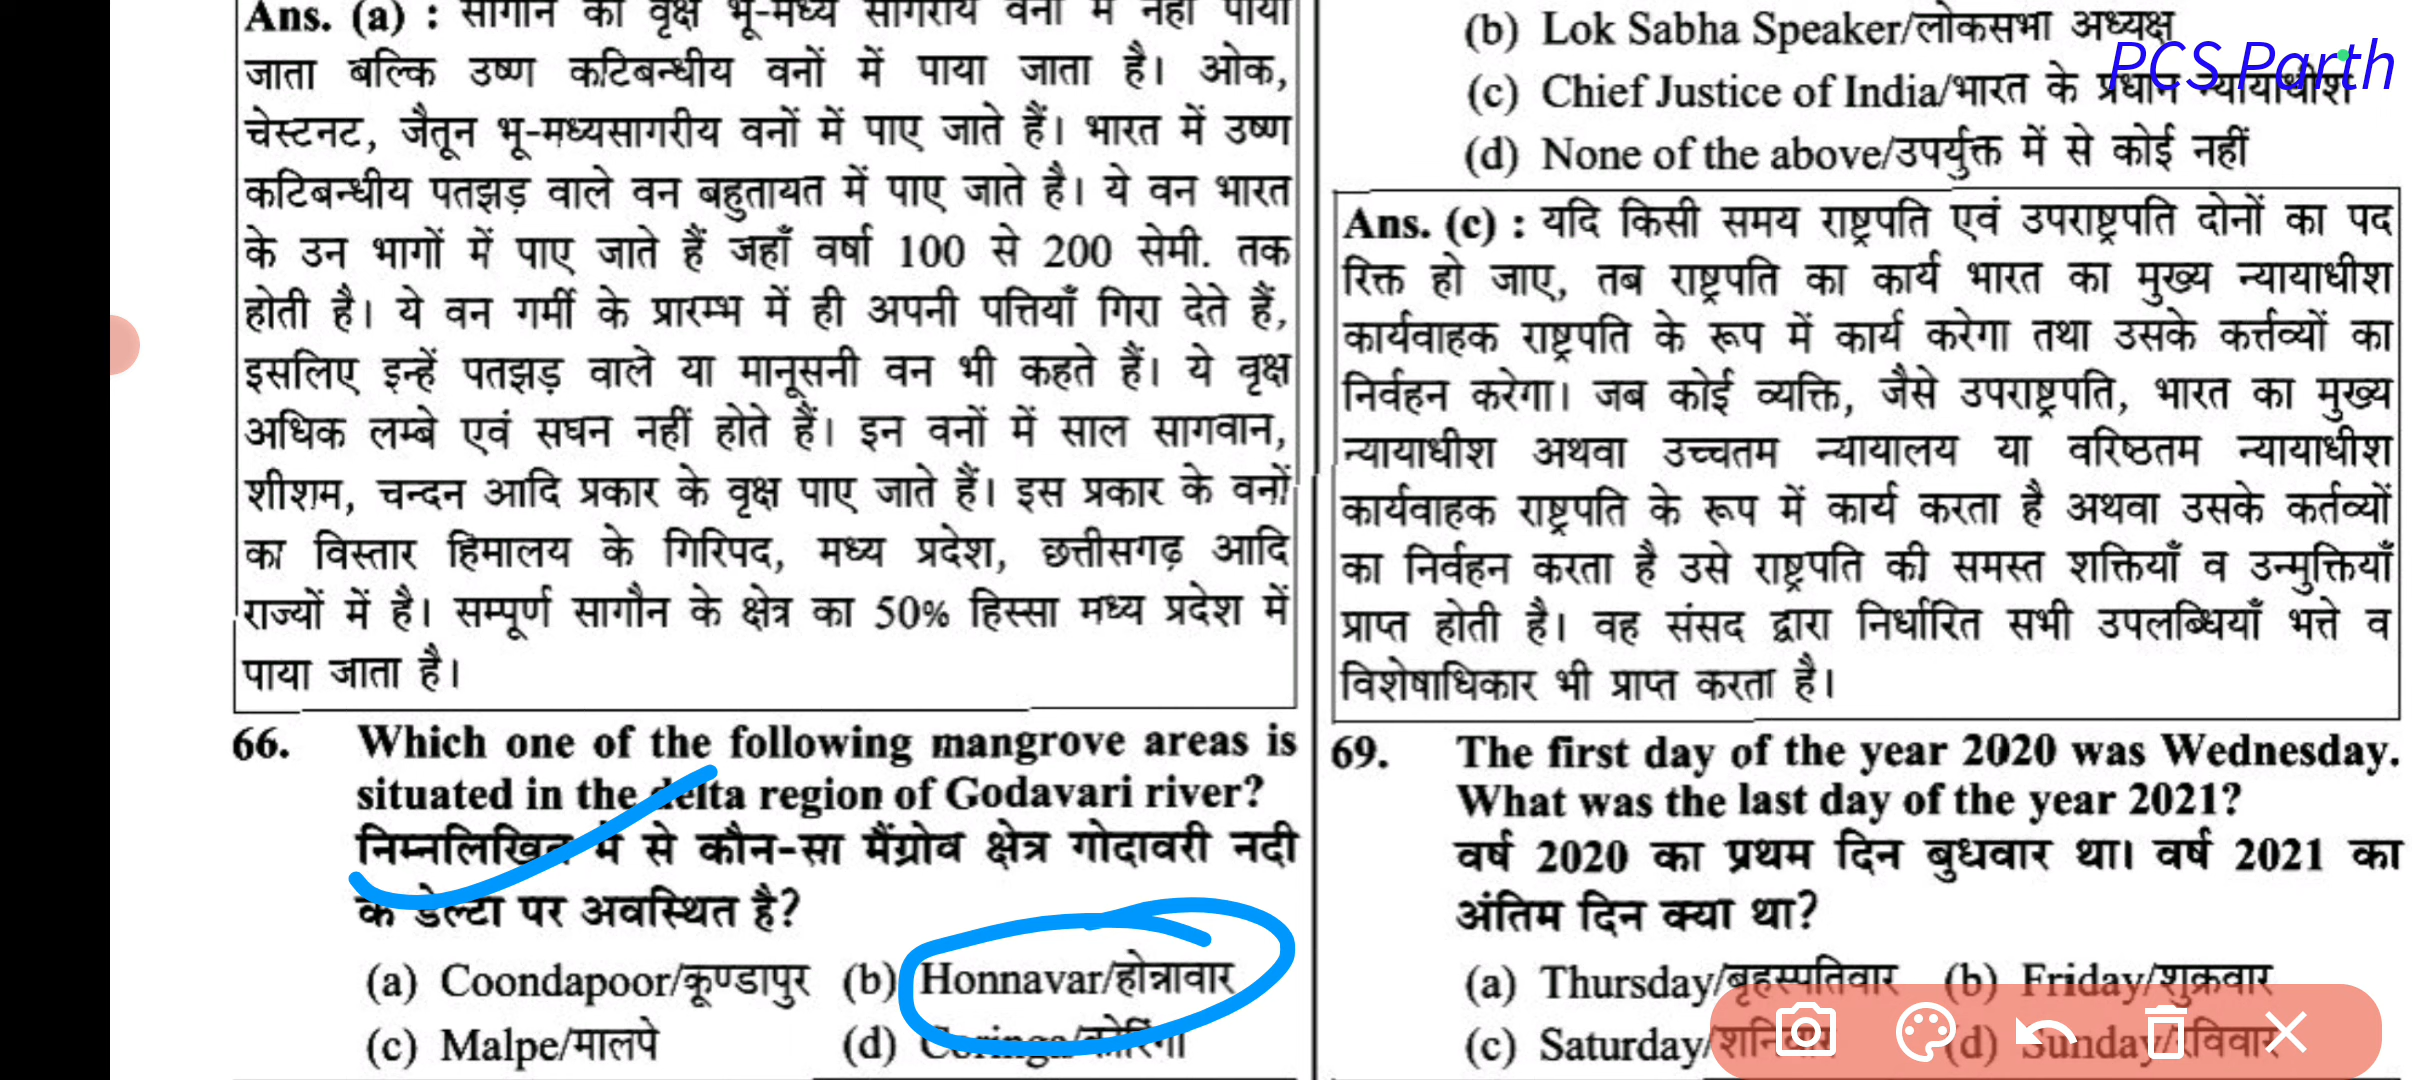 Ans. (a) : सागौन का वृक्ष भू-मध्य सागरीय वनों में नहीं पाया
जाता बल्कि उष्ण कटिबन्धीय वनों में पाया जाता है। ओक,
चेस्टनट, जैतून भू-मध्यसागरीय वनों में पाए जाते हैं। भारत में उष्ण
कटिबन्धीय पतझड़ वाले वन बहुतायत में पाए जाते है। ये वन भारत
के उन भागों में पाए जाते हैं जहाँ वर्षा 100 से 200 सेमी. तक
होती है। ये वन गर्मी के प्रारम्भ में ही अपनी पत्तियाँ गिरा देते हैं,
इसलिए इन्हें पतझड़ वाले या मानूसनी वन भी कहते हैं। ये वृक्ष
अधिक लम्बे एवं सघन नहीं होते हैं। इन वनों में साल सागवान,
शीशम, चन्दन आदि प्रकार के वृक्ष पाए जाते हैं। इस प्रकार के वनों
का विस्तार हिमालय के गिरिपद, मध्य प्रदेश, छत्तीसगढ़ आदि
राज्यों में है। सम्पूर्ण सागौन के क्षेत्र का 50% हिस्सा मध्य प्रदेश में
पाया जाता है।
66. Which one of the following mangrove areas is
situated in the delta region of Godavari river?
निम्नलिखित में से कौन-सा मैंग्रोव क्षेत्र गोदावरी नदी
के डेल्टा पर अवस्थित है?
(a) Coondapoor/कूण्डापुर (b) Honnavar/होन्नावार
(c) Malpe/मालपे (d) Coringa/कोरिंगा
(b) Lok Sabha Speaker/लोकसभा अध्यक्ष
PCS Parth
(c) Chief Justice of India/भारत के प्रधान न्यायाधीश
(d) None of the above/उपर्युक्त में से कोई नहीं
Ans. (c) : यदि किसी समय राष्ट्रपति एवं उपराष्ट्रपति दोनों का पद
रिक्त हो जाए, तब राष्ट्रपति का कार्य भारत का मुख्य न्यायाधीश
कार्यवाहक राष्ट्रपति के रूप में कार्य करेगा तथा उसके कर्त्तव्यों का
निर्वहन करेगा। जब कोई व्यक्ति, जैसे उपराष्ट्रपति, भारत का मुख्य
न्यायाधीश अथवा उच्चतम न्यायालय या वरिष्ठतम न्यायाधीश
कार्यवाहक राष्ट्रपति के रूप में कार्य करता है अथवा उसके कर्तव्यों
का निर्वहन करता है उसे राष्ट्रपति की समस्त शक्तियाँ व उन्मुक्तियाँ
प्राप्त होती है। वह संसद द्वारा निर्धारित सभी उपलब्धियाँ भत्ते व
विशेषाधिकार भी प्राप्त करता है।
69. The first day of the year 2020 was Wednesday.
What was the last day of the year 2021?
वर्ष 2020 का प्रथम दिन बुधवार था। वर्ष 2021 का
अंतिम दिन क्या था?
(a) Thursday/बृहस्पतिवार (b) Friday/शुक्रवार
(c) Saturday/शनिवार (d) Sunday/रविवार